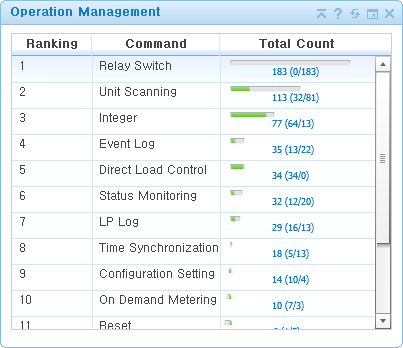 Operation Management
Ranking Command Total Count
1 Relay Switch 183 (0/183)
2 Unit Scanning 113 (32/81)
3 Integer 77 (64/13)
4 Event Log 35 (13/22)
5 Direct Load Control 34 (34/0)
6 Status Monitoring 32 (12/20)
7 LP Log 29 (16/13)
8 Time Synchronization 18 (5/13)
9 Configuration Setting 14 (10/4)
10 On Demand Metering 10 (7/3)
11 Reset